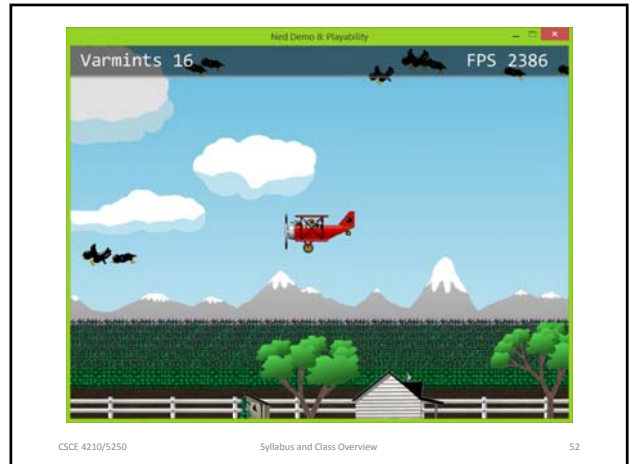 Ned Demo 8: Playability
Varmints 16 FPS 2386
CSCE 4210/5250 Syllabus and Class Overview 52